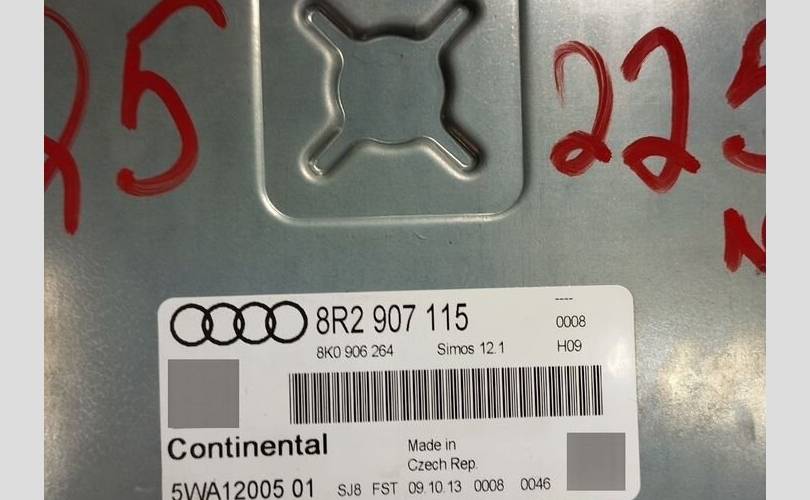 25
225
8R2 907 115
----
0008
8K0 906 264 Simos 12.1 H09
Continental
Made in
Czech Rep.
5WA12005 01 SJ8 FST 09.10.13 0008 0046